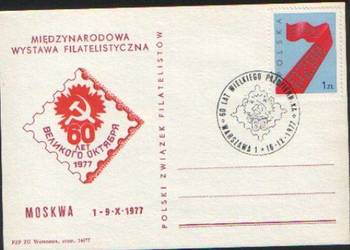 MIĘDZYNARODOWA
WYSTAWA FILATELISTYCZNA
60
ЛЕТ
ВЕЛИКОГО ОКТЯБРЯ
1977
MOSKWA 1-9-X-1977
POLSKI ZWIĄZEK FILATELISTÓW
POLSKA
1 ZŁ
60 LAT WIELKIEGO
WARSZAWA 1